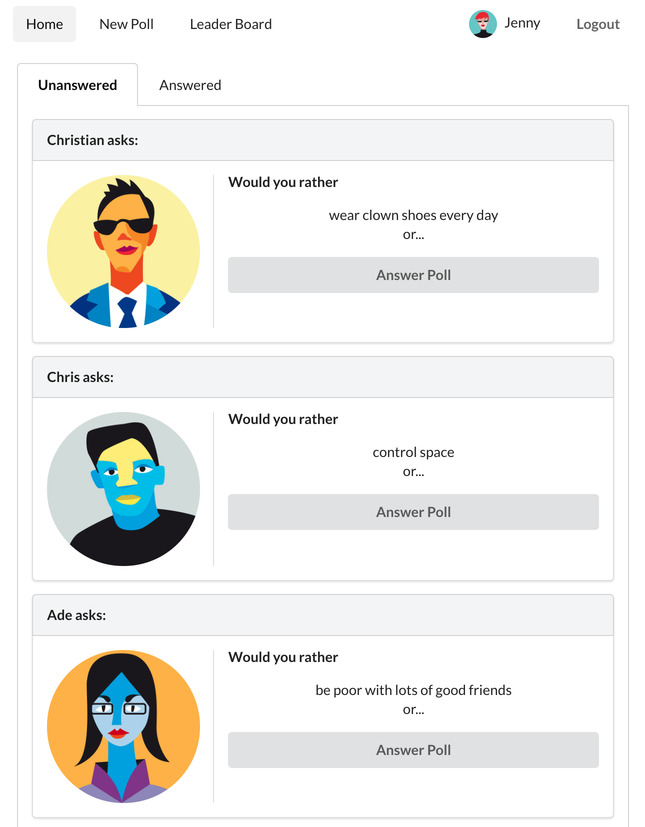 Home New Poll Leader Board Jenny Logout
Unanswered Answered
Christian asks:
Would you rather
wear clown shoes every day
or...
Answer Poll
Chris asks:
Would you rather
control space
or...
Answer Poll
Ade asks:
Would you rather
be poor with lots of good friends
or...
Answer Poll